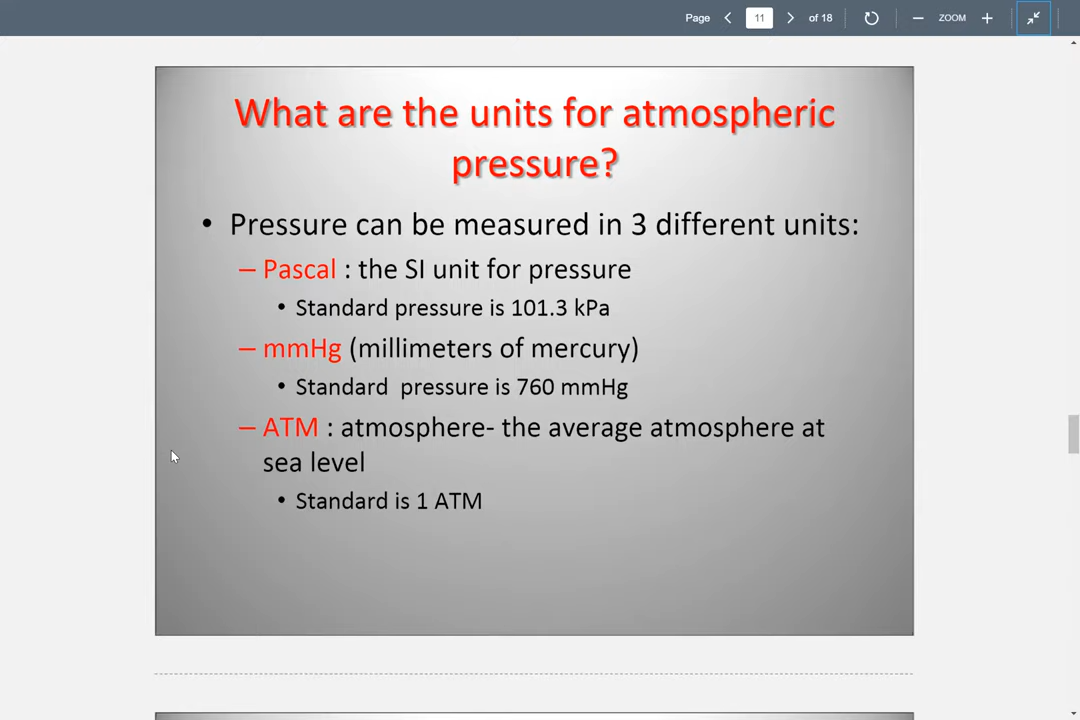 Page 11 of 18 ZOOM
What are the units for atmospheric
pressure?
• Pressure can be measured in 3 different units:
– Pascal : the SI unit for pressure
• Standard pressure is 101.3 kPa
– mmHg (millimeters of mercury)
• Standard pressure is 760 mmHg
– ATM : atmosphere- the average atmosphere at
sea level
• Standard is 1 ATM